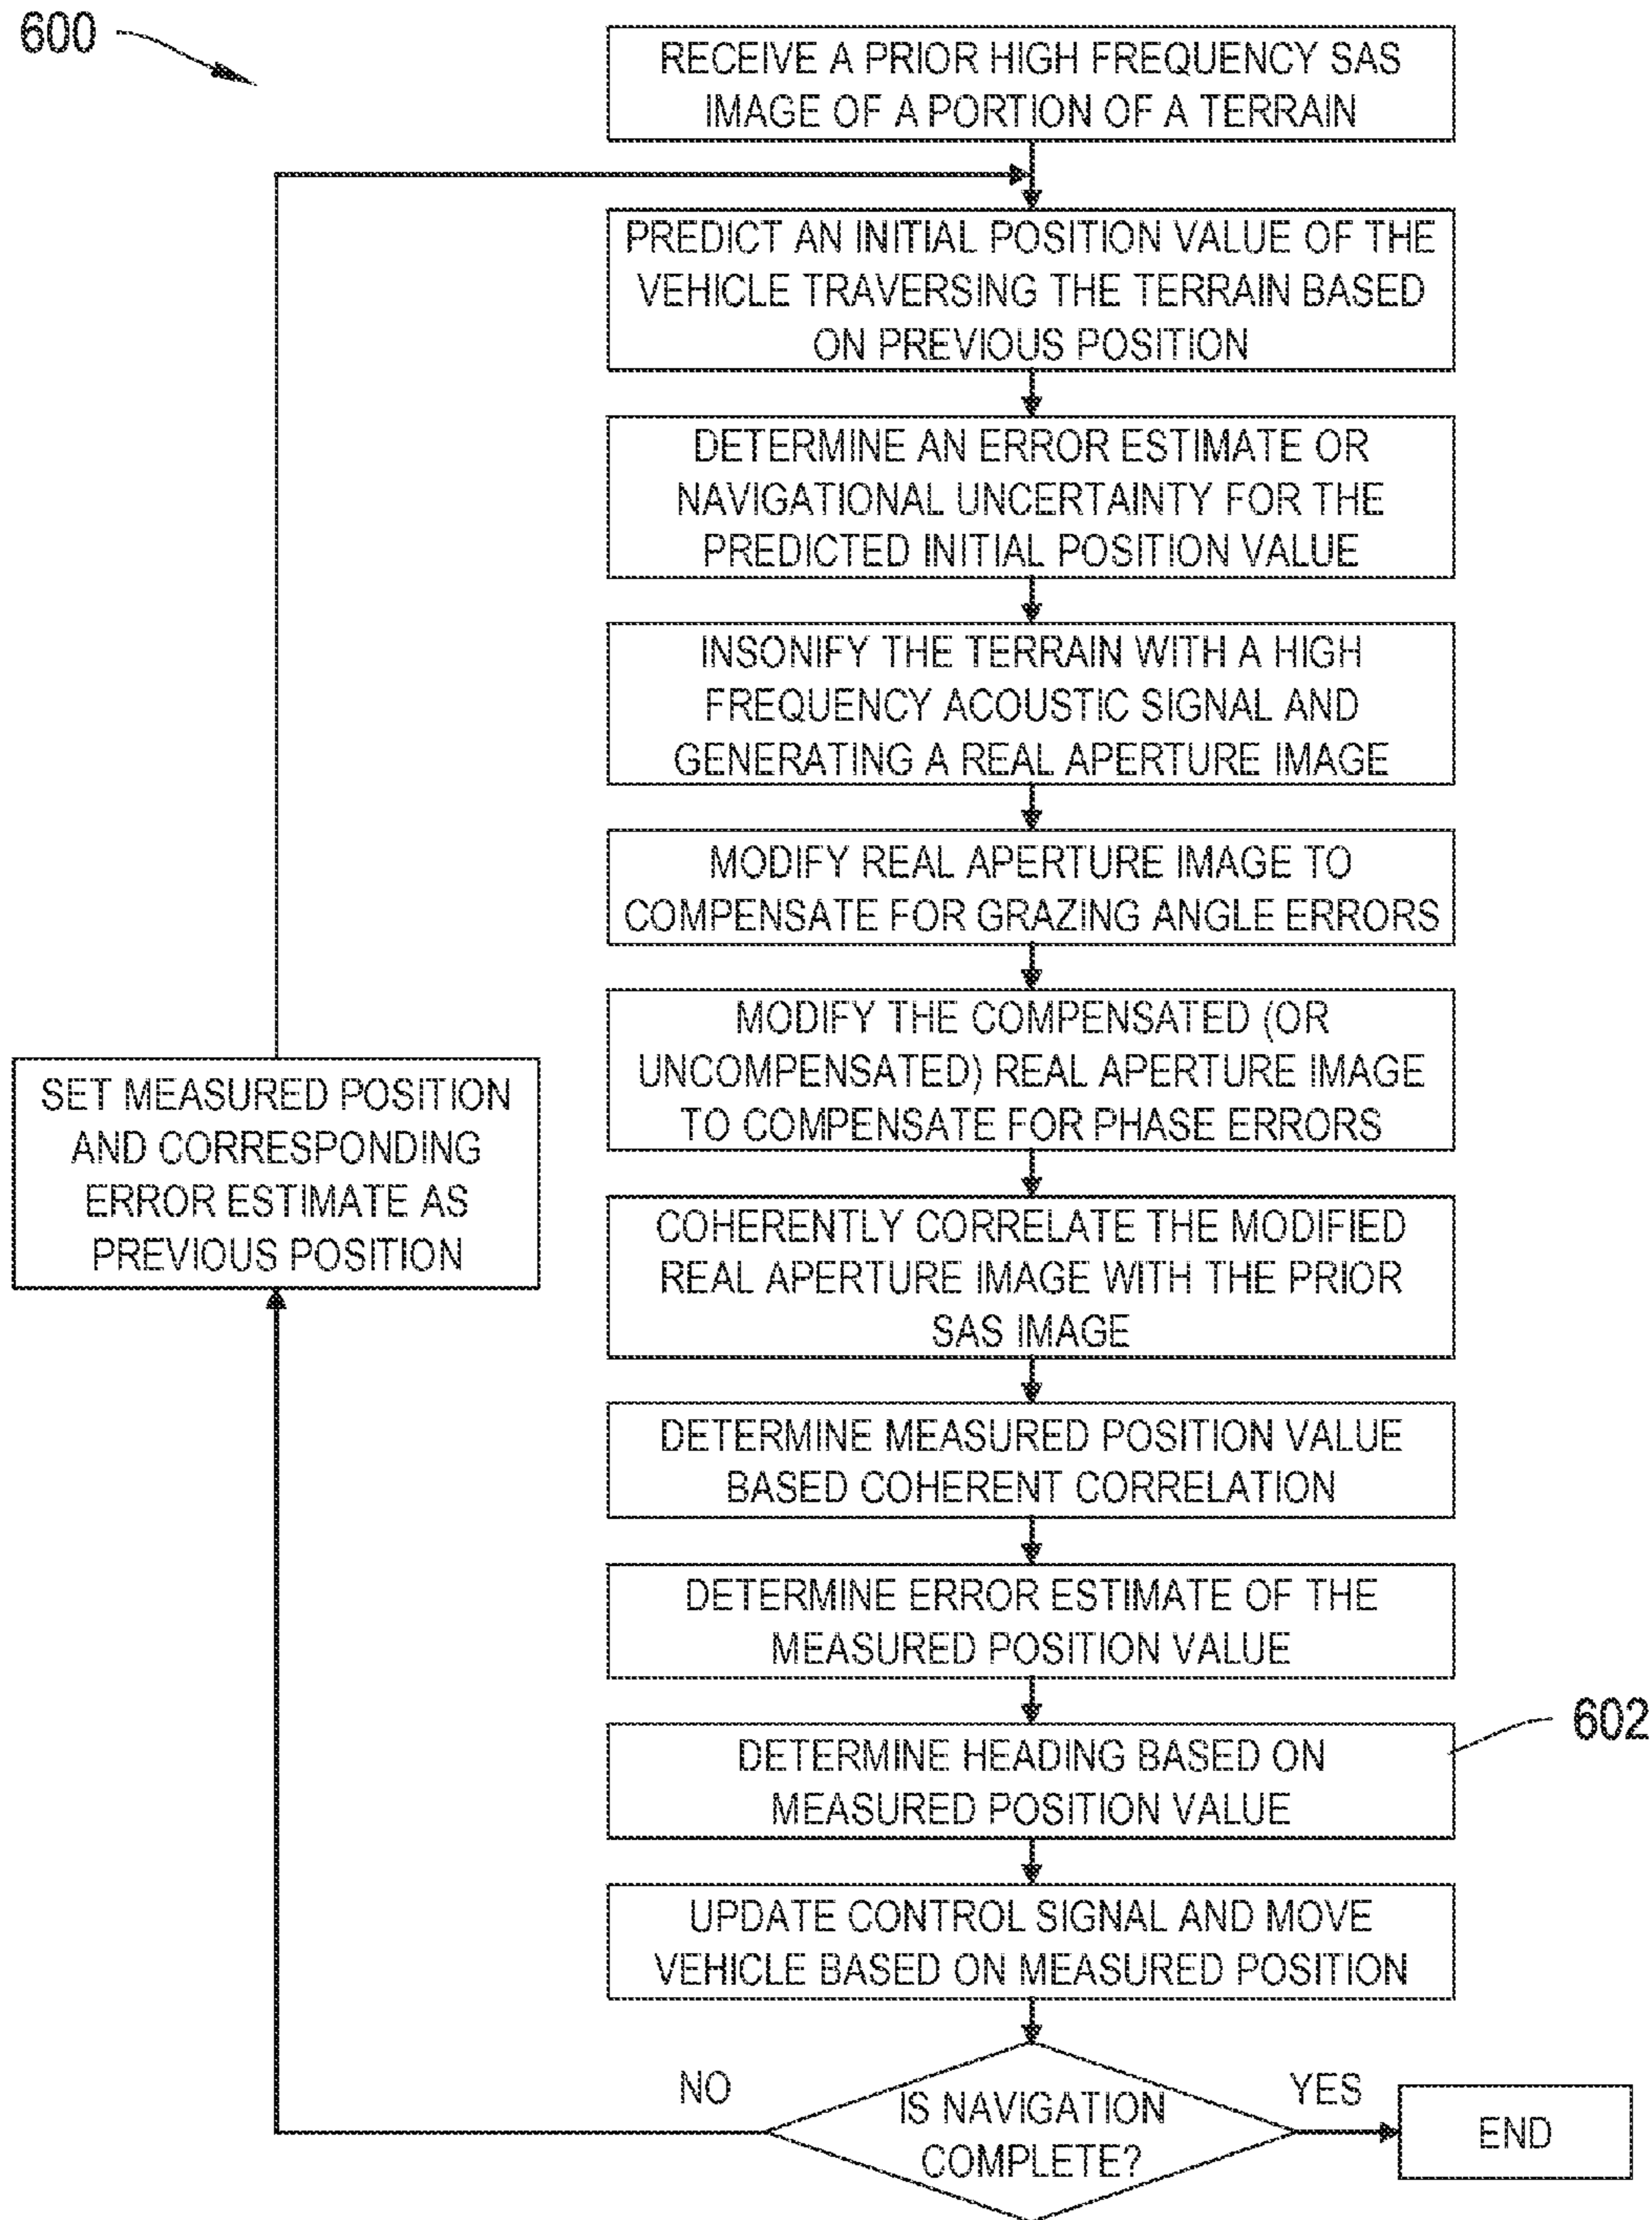 600
RECEIVE A PRIOR HIGH FREQUENCY SAS
IMAGE OF A PORTION OF A TERRAIN
PREDICT AN INITIAL POSITION VALUE OF THE
VEHICLE TRAVERSING THE TERRAIN BASED
ON PREVIOUS POSITION
DETERMINE AN ERROR ESTIMATE OR
NAVIGATIONAL UNCERTAINTY FOR THE
PREDICTED INITIAL POSITION VALUE
INSONIFY THE TERRAIN WITH A HIGH
FREQUENCY ACOUSTIC SIGNAL AND
GENERATING A REAL APERTURE IMAGE
MODIFY REAL APERTURE IMAGE TO
COMPENSATE FOR GRAZING ANGLE ERRORS
MODIFY THE COMPENSATED (OR
UNCOMPENSATED) REAL APERTURE IMAGE
TO COMPENSATE FOR PHASE ERRORS
SET MEASURED POSITION
AND CORRESPONDING
ERROR ESTIMATE AS
PREVIOUS POSITION
COHERENTLY CORRELATE THE MODIFIED
REAL APERTURE IMAGE WITH THE PRIOR
SAS IMAGE
DETERMINE MEASURED POSITION VALUE
BASED COHERENT CORRELATION
DETERMINE ERROR ESTIMATE OF THE
MEASURED POSITION VALUE
602
DETERMINE HEADING BASED ON
MEASURED POSITION VALUE
UPDATE CONTROL SIGNAL AND MOVE
VEHICLE BASED ON MEASURED POSITION
NO
IS NAVIGATION
COMPLETE?
YES
END